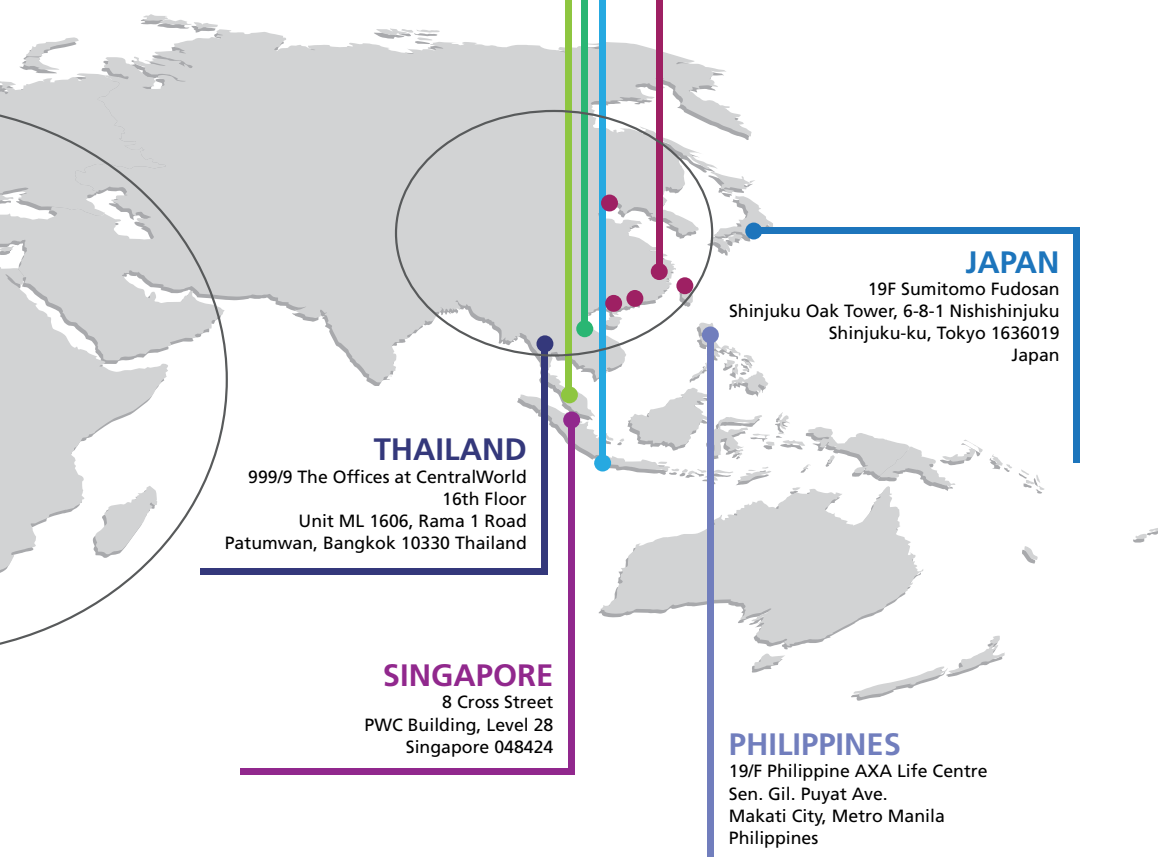 JAPAN
19F Sumitomo Fudosan
Shinjuku Oak Tower, 6-8-1 Nishishinjuku
Shinjuku-ku, Tokyo 1636019
Japan
THAILAND
999/9 The Offices at CentralWorld
16th Floor
Unit ML 1606, Rama 1 Road
Patumwan, Bangkok 10330 Thailand
SINGAPORE
8 Cross Street
PWC Building, Level 28
Singapore 048424
PHILIPPINES
19/F Philippine AXA Life Centre
Sen. Gil. Puyat Ave.
Makati City, Metro Manila
Philippines